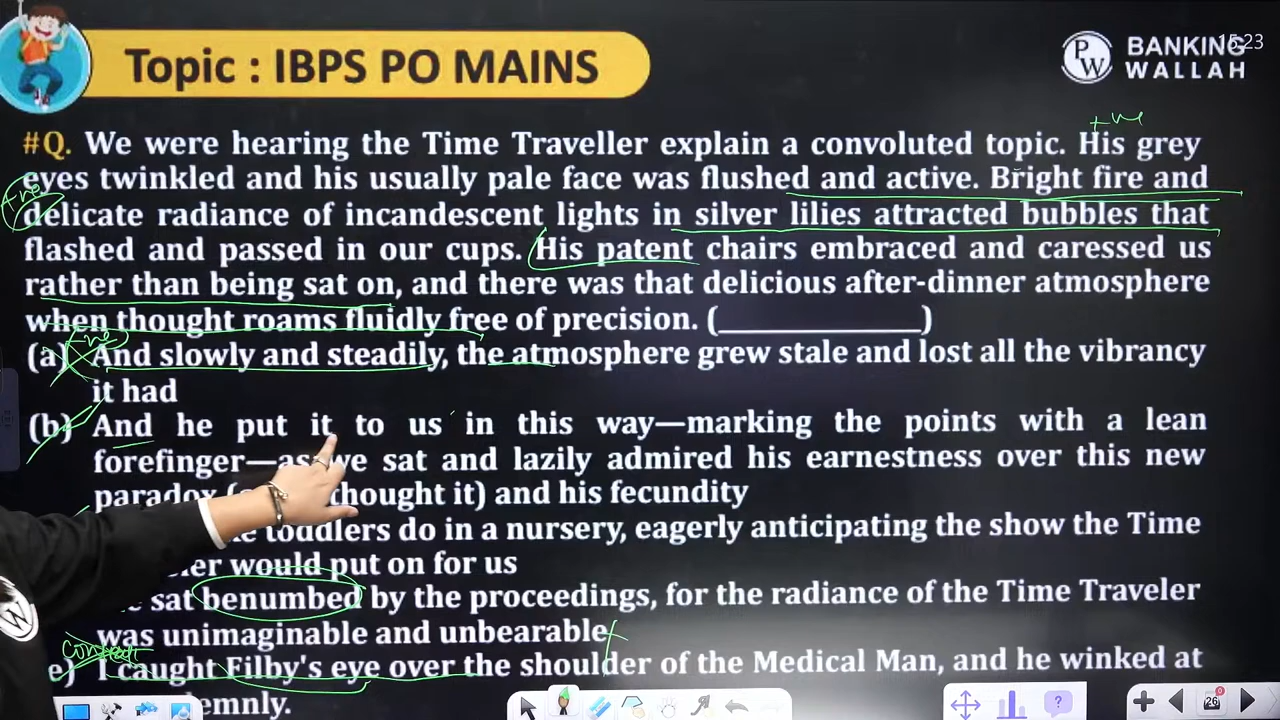 Topic : IBPS PO MAINS
BANKING
WALLAH
15:23
PW
+ve
#Q. We were hearing the Time Traveller explain a convoluted topic. His grey
eyes twinkled and his usually pale face was flushed and active. Bright fire and
delicate radiance of incandescent lights in silver lilies attracted bubbles that
flashed and passed in our cups. His patent chairs embraced and caressed us
rather than being sat on, and there was that delicious after-dinner atmosphere
when thought roams fluidly free of precision. (______________)
(a) And slowly and steadily, the atmosphere grew stale and lost all the vibrancy
it had
(b) And he put it to us in this way—marking the points with a lean
forefinger—as we sat and lazily admired his earnestness over this new
paradox thought it) and his fecundity
toddlers do in a nursery, eagerly anticipating the show the Time
would put on for us
sat benumbed by the proceedings, for the radiance of the Time Traveler
was unimaginable and unbearable
e) I caught Filby's eye over the shoulder of the Medical Man, and he winked at
emnly.
26